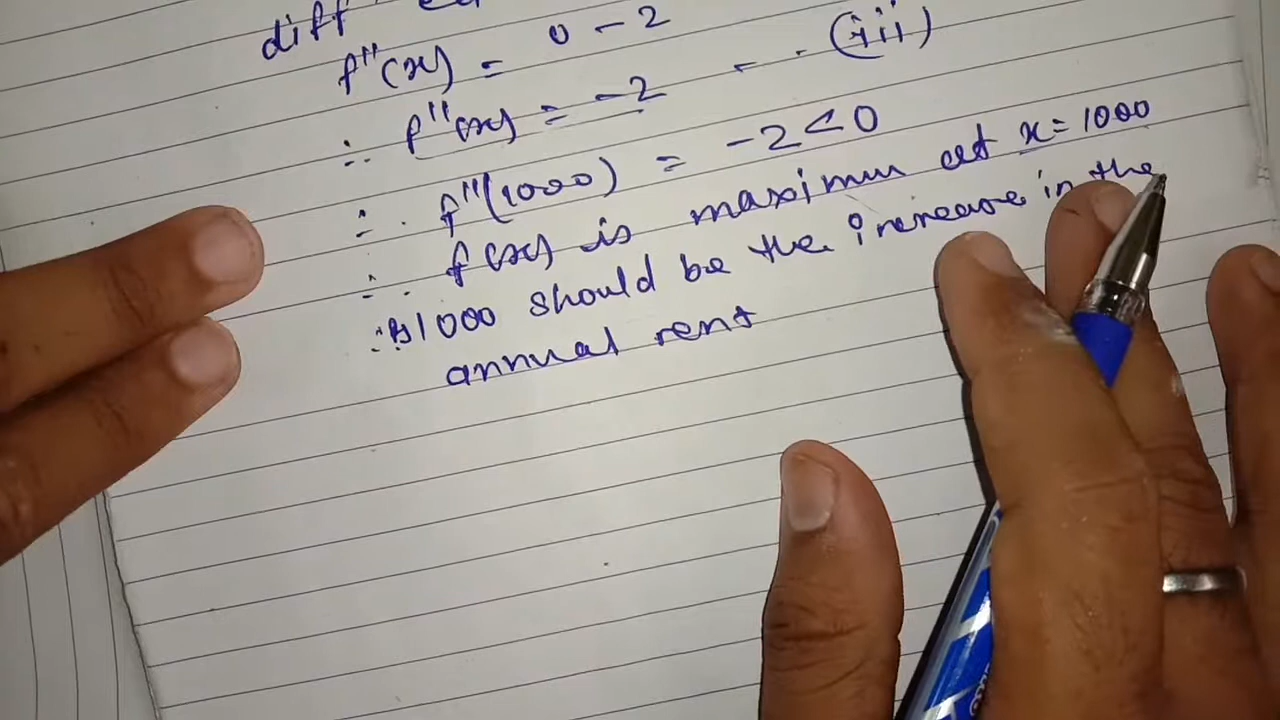 diff
f''(x) = 0 - 2
∴ f''(x) = -2 - - (iii)
∴ f''(1000) = -2 < 0
∴ f(x) is maximum at x = 1000
∴ 1000 should be the increase in the
annual rent